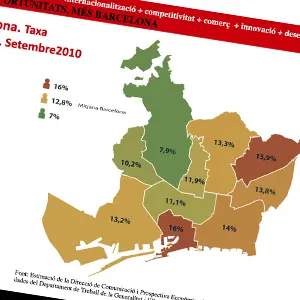 internacionalització + competitivitat + comerç + innovació + dese
PORTUNITATS. MÉS BARCELONA
ona. Taxa
. Setembre2010
16%
12,8% Mitjana Barcelona
7%
7,9%
13,3%
15,9%
10,2%
11,9%
13,8%
11,1%
13,2%
16%
14%
Font: Estimació de la Direcció de Comunicació i Prospectiva Econòmica
dades del Departament de Treball de la Generalitat i